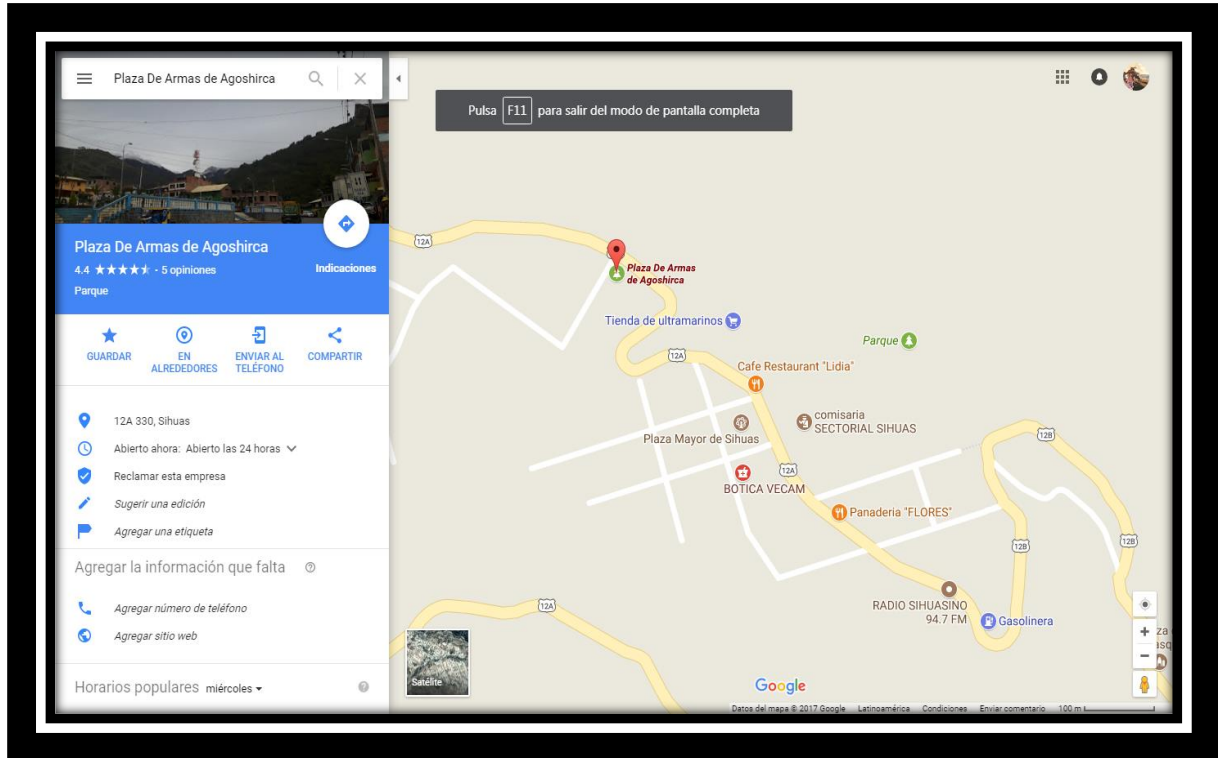 Plaza De Armas de Agoshirca
Pulsa F11 para salir del modo de pantalla completa
Plaza De Armas de Agoshirca
4.4 ★★★★★ - 5 opiniones
Parque
Indicaciones
GUARDAR
EN ALREDEDORES
ENVIAR AL TELÉFONO
COMPARTIR
12A 330, Sihuas
Abierto ahora: Abierto las 24 horas
Reclamar esta empresa
Sugerir una edición
Agregar una etiqueta
Agregar la información que falta
Agregar número de teléfono
Agregar sitio web
Horarios populares miércoles
Satélite
12A
12A
Plaza De Armas
de Agoshirca
Tienda de ultramarinos
12A
Parque
Cafe Restaurant "Lidia"
comisaria
SECTORIAL SIHUAS
Plaza Mayor de Sihuas
12B
12A
BOTICA VECAM
Panaderia "FLORES"
12B
12B
12A
RADIO SIHUASINO
94.7 FM
Gasolinera
Google
Datos del mapa © 2017 Google Latinoamérica Condiciones Enviar comentario 100 m